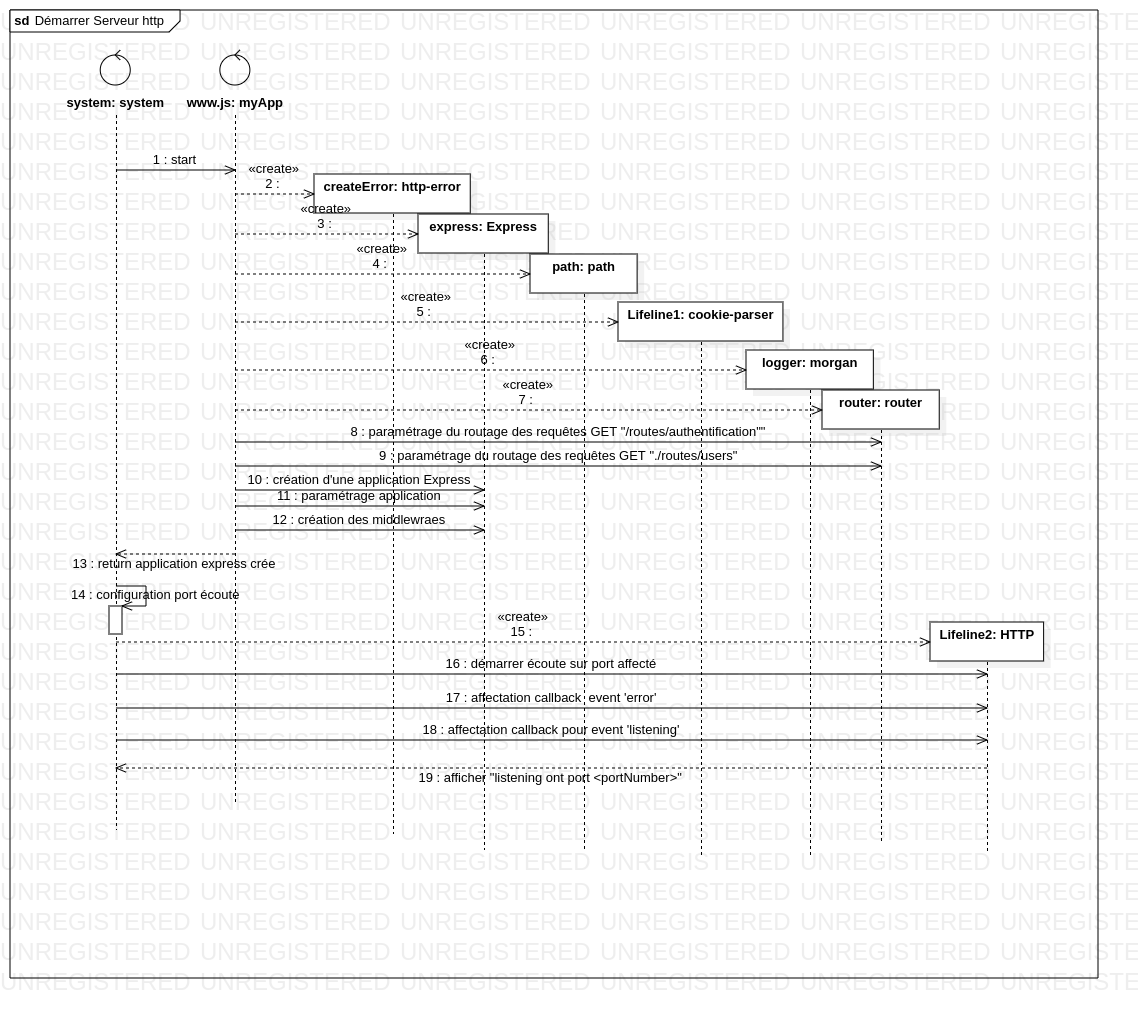 sd Démarrer Serveur http
system: system
www.js: myApp
1 : start
«create»
2 :
createError: http-error
«create»
3 :
express: Express
«create»
4 :
path: path
«create»
5 :
Lifeline1: cookie-parser
«create»
6 :
logger: morgan
«create»
7 :
router: router
8 : paramétrage du routage des requêtes GET "/routes/authentification""
9 : paramétrage du routage des requêtes GET "./routes/users"
10 : création d'une application Express
11 : paramétrage application
12 : création des middlewraes
13 : return application express crée
14 : configuration port écouté
«create»
15 :
Lifeline2: HTTP
16 : démarrer écoute sur port affecté
17 : affectation callback event 'error'
18 : affectation callback pour event 'listening'
19 : afficher "listening ont port <portNumber>"
UNREGISTERED